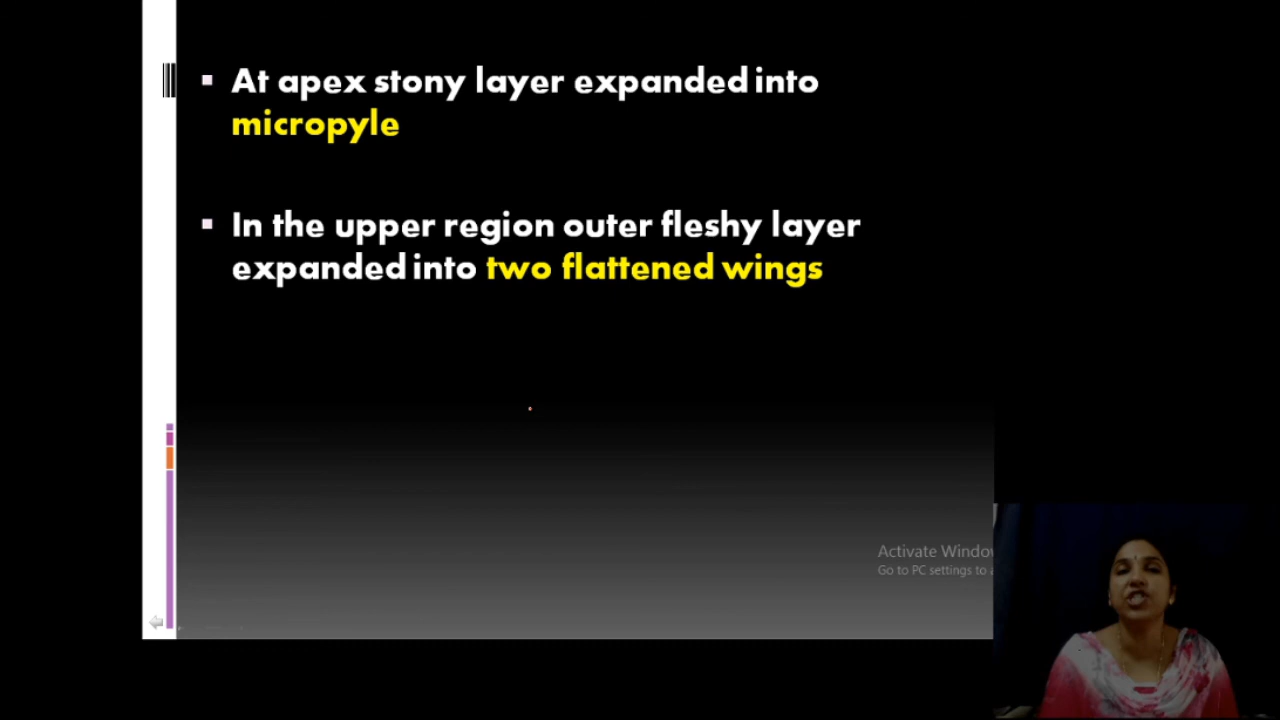 At apex stony layer expanded into
micropyle
In the upper region outer fleshy layer
expanded into two flattened wings
Activate Windo
Go to PC settings to